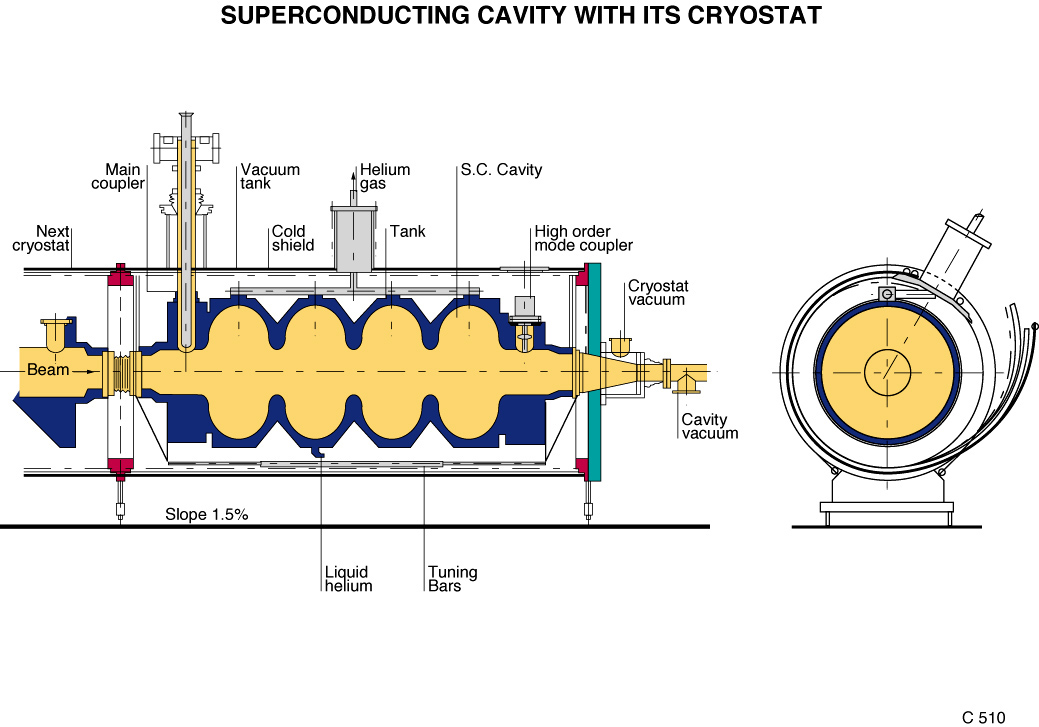 SUPERCONDUCTING CAVITY WITH ITS CRYOSTAT
Main
coupler
Vacuum
tank
Helium
gas
S.C. Cavity
Next
cryostat
Cold
shield
Tank
High order
mode coupler
Cryostat
vacuum
Beam
Cavity
vacuum
Slope 1.5%
Liquid
helium
Tuning
Bars
C 510